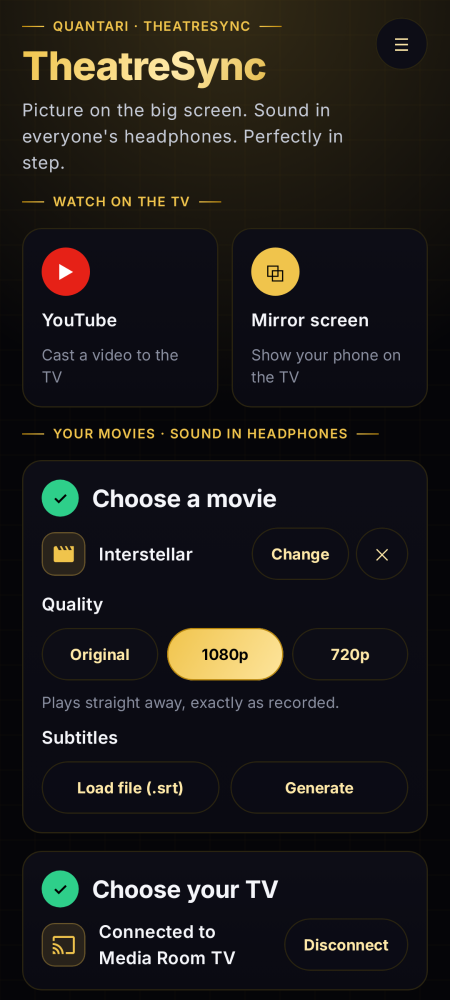 QUANTARI · THEATRESYNC
TheatreSync
Picture on the big screen. Sound in
everyone's headphones. Perfectly in
step.
WATCH ON THE TV
YouTube
Cast a video to the
TV
Mirror screen
Show your phone on
the TV
YOUR MOVIES · SOUND IN HEADPHONES
Choose a movie
Interstellar
Change
Quality
Original
1080p
720p
Plays straight away, exactly as recorded.
Subtitles
Load file (.srt)
Generate
Choose your TV
Connected to
Media Room TV
Disconnect